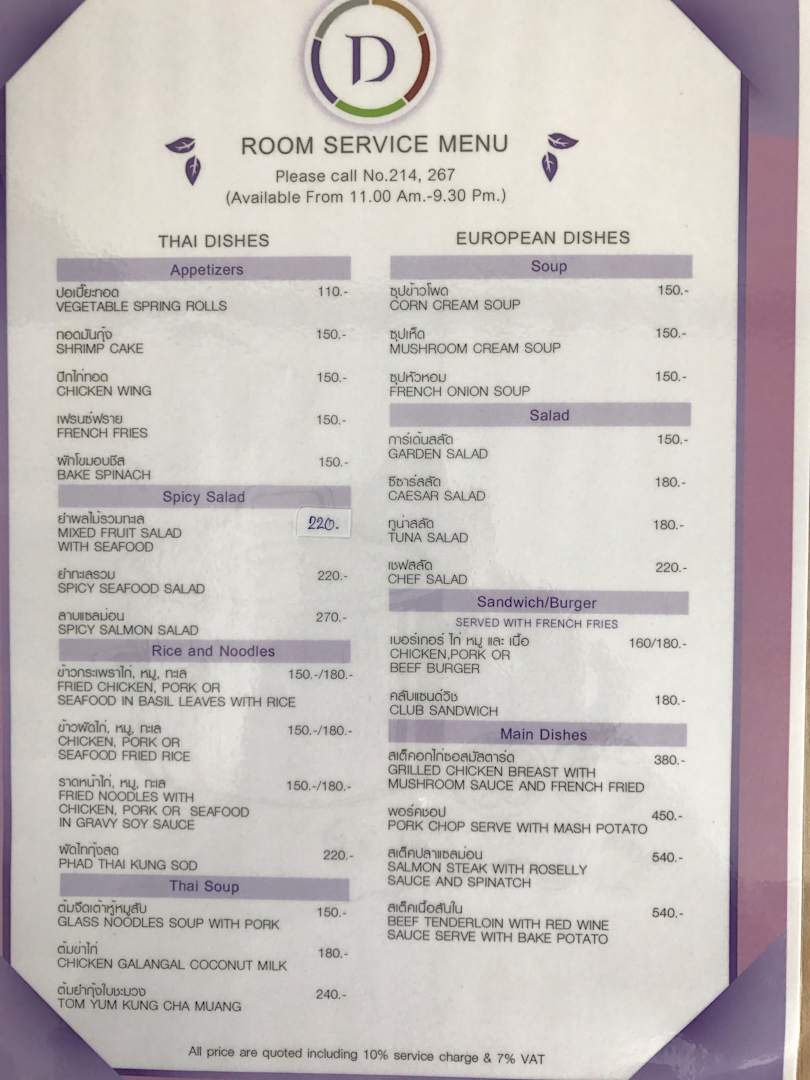 D
ROOM SERVICE MENU
Please call No.214, 267
(Available From 11.00 Am.-9.30 Pm.)
THAI DISHES
Appetizers
ปอเปี๊ยะทอด 110.-
VEGETABLE SPRING ROLLS
ทอดมันกุ้ง 150.-
SHRIMP CAKE
ปีกไก่ทอด 150.-
CHICKEN WING
เฟรนช์ฟราย 150.-
FRENCH FRIES
ผักโขมอบชีส 150.-
BAKE SPINACH
Spicy Salad
ยำผลไม้รวมทะเล 220.-
MIXED FRUIT SALAD
WITH SEAFOOD
ยำทะเลรวม 220.-
SPICY SEAFOOD SALAD
ลาบแซลม่อน 270.-
SPICY SALMON SALAD
Rice and Noodles
ข้าวกระเพราไก่, หมู, ทะเล 150.-/180.-
FRIED CHICKEN, PORK OR
SEAFOOD IN BASIL LEAVES WITH RICE
ข้าวผัดไก่, หมู, ทะเล 150.-/180.-
CHICKEN, PORK OR
SEAFOOD FRIED RICE
ราดหน้าไก่, หมู, ทะเล 150.-/180.-
FRIED NOODLES WITH
CHICKEN, PORK OR SEAFOOD
IN GRAVY SOY SAUCE
ผัดไทกุ้งสด 220.-
PHAD THAI KUNG SOD
Thai Soup
ต้มจืดเต้าหู้หมูสับ 150.-
GLASS NOODLES SOUP WITH PORK
ต้มข่าไก่ 180.-
CHICKEN GALANGAL COCONUT MILK
ต้มยำกุ้งใบชะมวง 240.-
TOM YUM KUNG CHA MUANG
EUROPEAN DISHES
Soup
ซุปข้าวโพด 150.-
CORN CREAM SOUP
ซุปเห็ด 150.-
MUSHROOM CREAM SOUP
ซุปหัวหอม 150.-
FRENCH ONION SOUP
Salad
การ์เด้นสลัด 150.-
GARDEN SALAD
ซีซาร์สลัด 180.-
CAESAR SALAD
ทูน่าสลัด 180.-
TUNA SALAD
เชฟสลัด 220.-
CHEF SALAD
Sandwich/Burger
SERVED WITH FRENCH FRIES
เบอร์เกอร์ ไก่ หมู และ เนื้อ 160/180.-
CHICKEN,PORK OR
BEEF BURGER
คลับแซนด์วิช 180.-
CLUB SANDWICH
Main Dishes
สเต็คอกไก่ซอสมัสตาร์ด 380.-
GRILLED CHICKEN BREAST WITH
MUSHROOM SAUCE AND FRENCH FRIED
พอร์คชอป 450.-
PORK CHOP SERVE WITH MASH POTATO
สเต็คปลาแซลม่อน 540.-
SALMON STEAK WITH ROSELLY
SAUCE AND SPINATCH
สเต็คเนื้อสันใน 540.-
BEEF TENDERLOIN WITH RED WINE
SAUCE SERVE WITH BAKE POTATO
All price are quoted including 10% service charge & 7% VAT